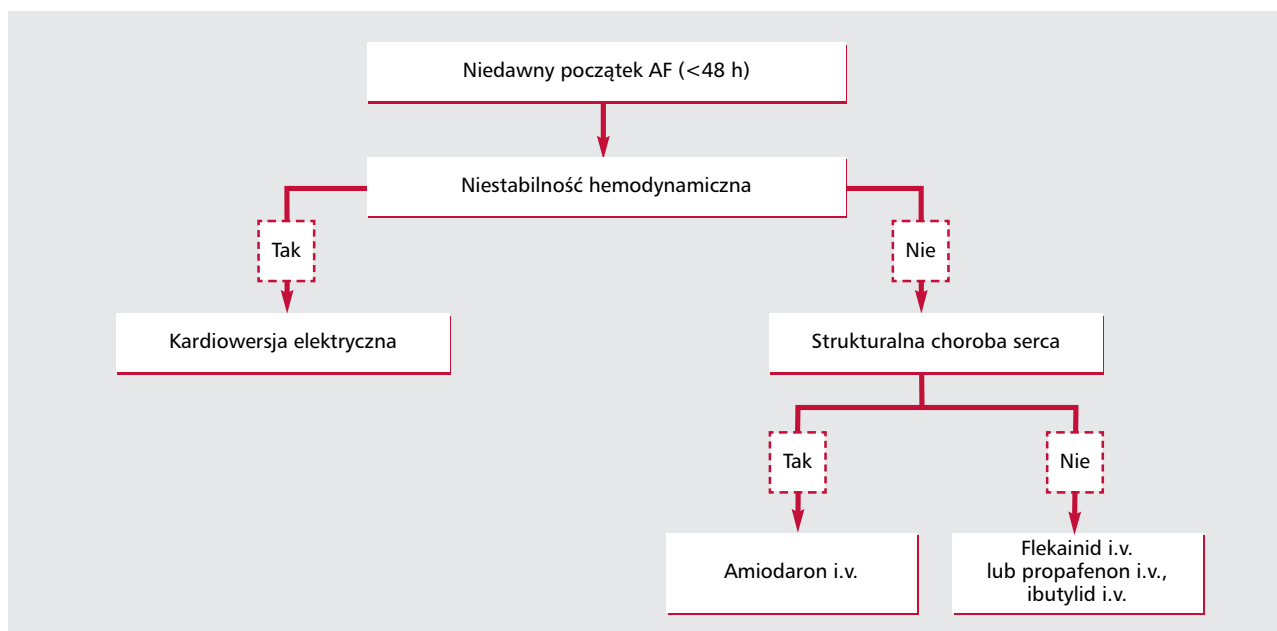 Niedawny początek AF (<48 h)
Niestabilność hemodynamiczna
Tak
Nie
Kardiowersja elektryczna
Strukturalna choroba serca
Tak
Nie
Amiodaron i.v.
Flekainid i.v.
lub propafenon i.v.,
ibutylid i.v.